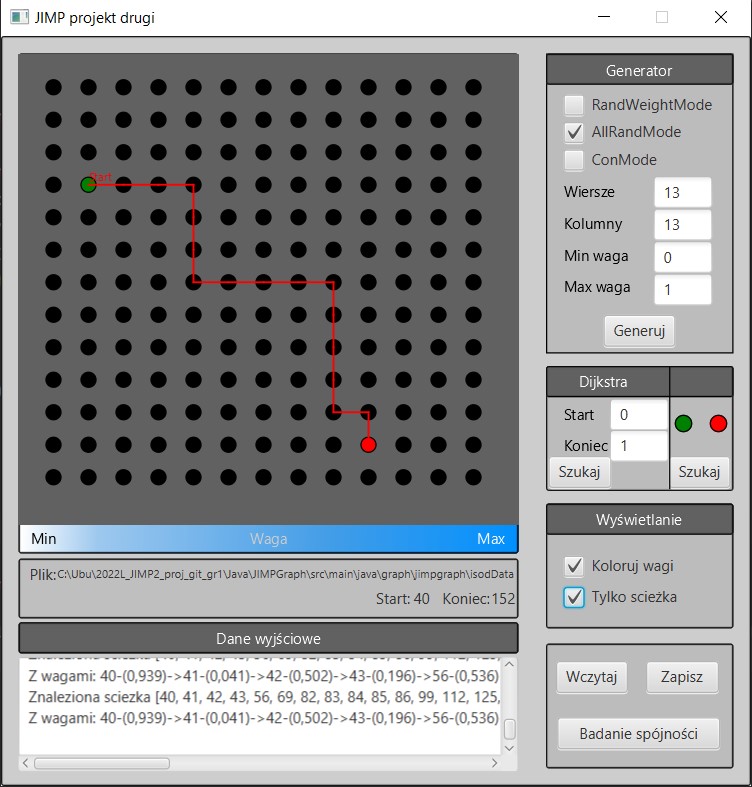 JIMP projekt drugi
Start
Min Waga Max
Plik: C:\Ubu\2022L_JIMP2_proj_git_gr1\Java\JIMPGraph\src\main\java\graph\jimpgraph\isodData
Start: 40 Koniec: 152
Dane wyjściowe
Z wagami: 40-(0,939)->41-(0,041)->42-(0,502)->43-(0,196)->56-(0,536)
Znaleziona sciezka [40, 41, 42, 43, 56, 69, 82, 83, 84, 85, 86, 99, 112, 125,
Z wagami: 40-(0,939)->41-(0,041)->42-(0,502)->43-(0,196)->56-(0,536)
Generator
RandWeightMode
AllRandMode
ConMode
Wiersze 13
Kolumny 13
Min waga 0
Max waga 1
Generuj
Dijkstra
Start 0
Koniec 1
Szukaj Szukaj
Wyświetlanie
Koloruj wagi
Tylko scieżka
Wczytaj Zapisz
Badanie spójności